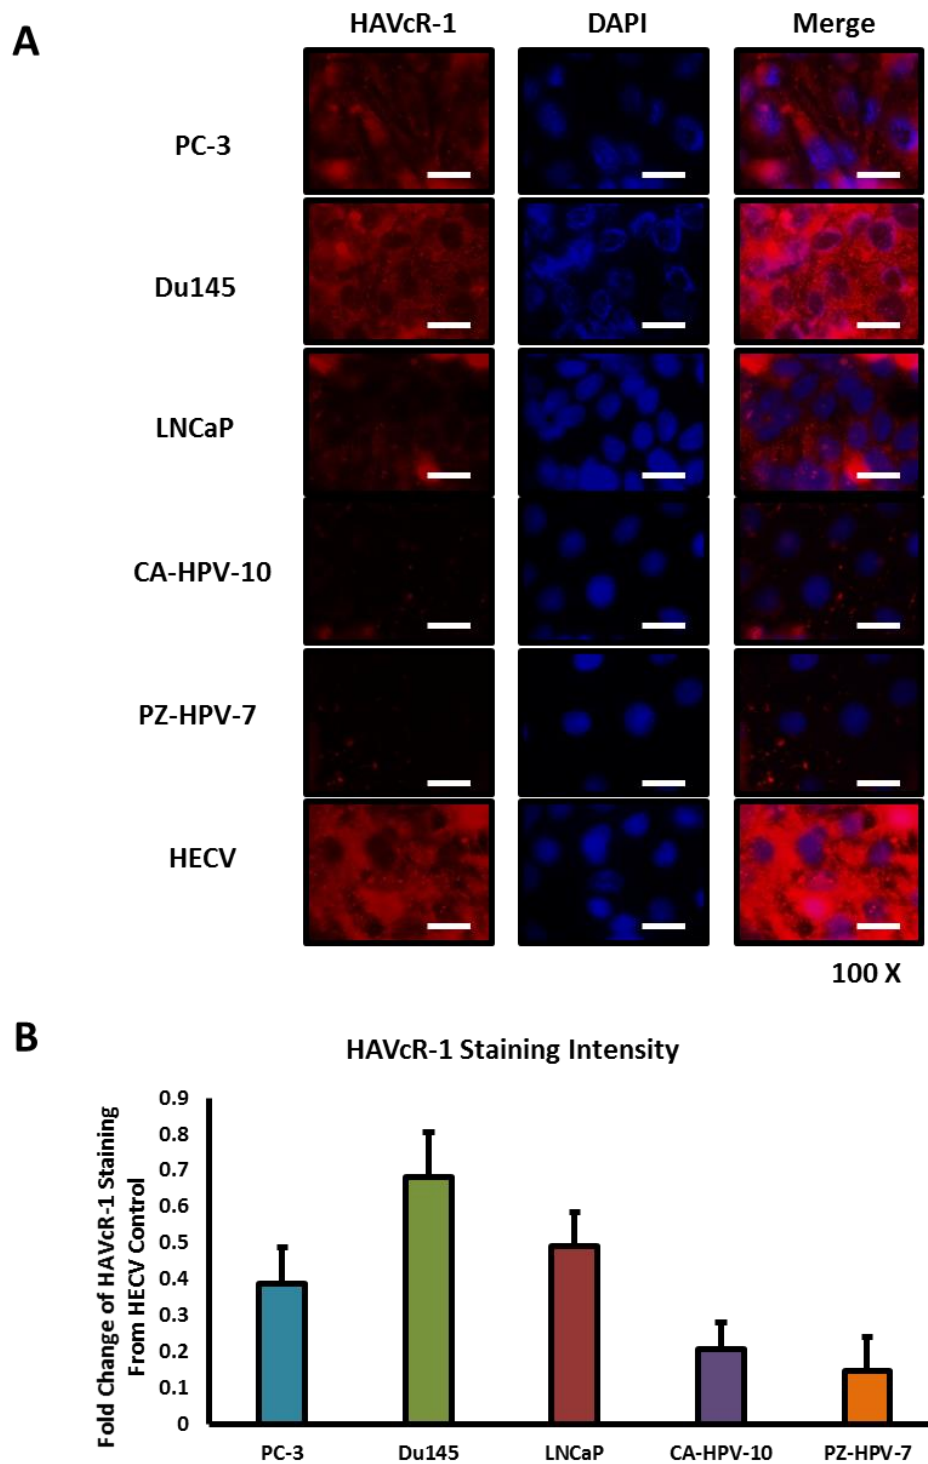 A
HAVcR-1 DAPI Merge
PC-3
Du145
LNCaP
CA-HPV-10
PZ-HPV-7
HECV
100 X
B
HAVcR-1 Staining Intensity
Fold Change of HAVcR-1 Staining
From HECV Control
0.9
0.8
0.7
0.6
0.5
0.4
0.3
0.2
0.1
0
PC-3 Du145 LNCaP CA-HPV-10 PZ-HPV-7